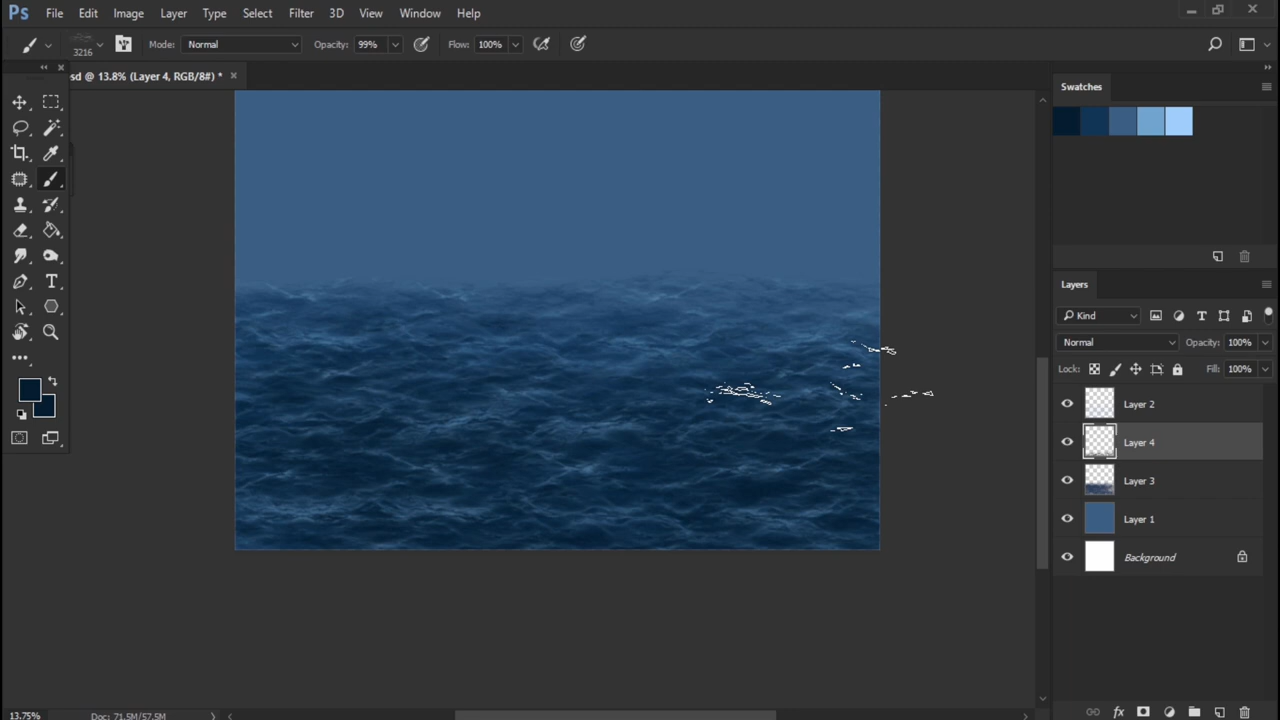 Ps File Edit Image Layer Type Select Filter 3D View Window Help
3216 Mode: Normal Opacity: 99% Flow: 100%
sd @ 13.8% (Layer 4, RGB/8#) *
Swatches
Layers
Kind
Normal Opacity: 100%
Lock: Fill: 100%
Layer 2
Layer 4
Layer 3
Layer 1
Background
fx
13.75% Doc: 71.5M/57.5M